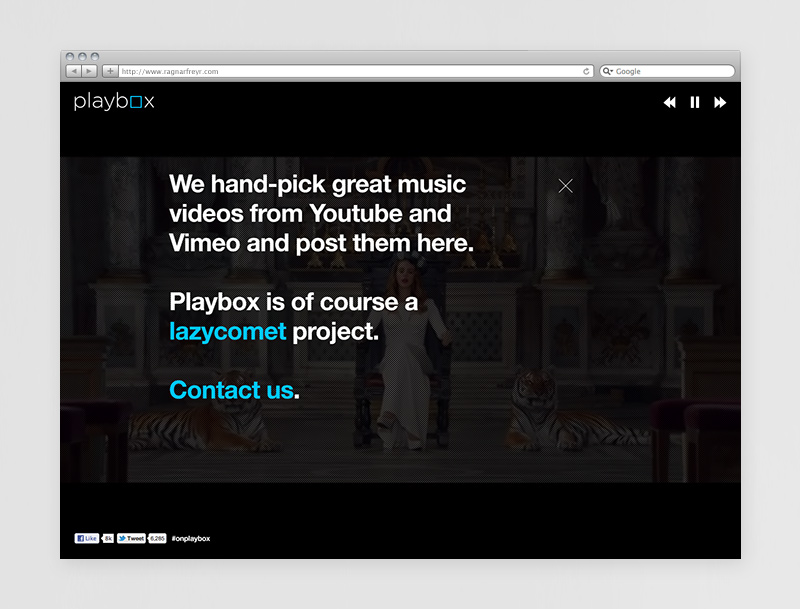 http://www.ragnarfreyr.com
Google
playbox
We hand-pick great music
videos from Youtube and
Vimeo and post them here.
Playbox is of course a
lazycomet project.
Contact us.
Like 8k Tweet 6,265 #onplaybox